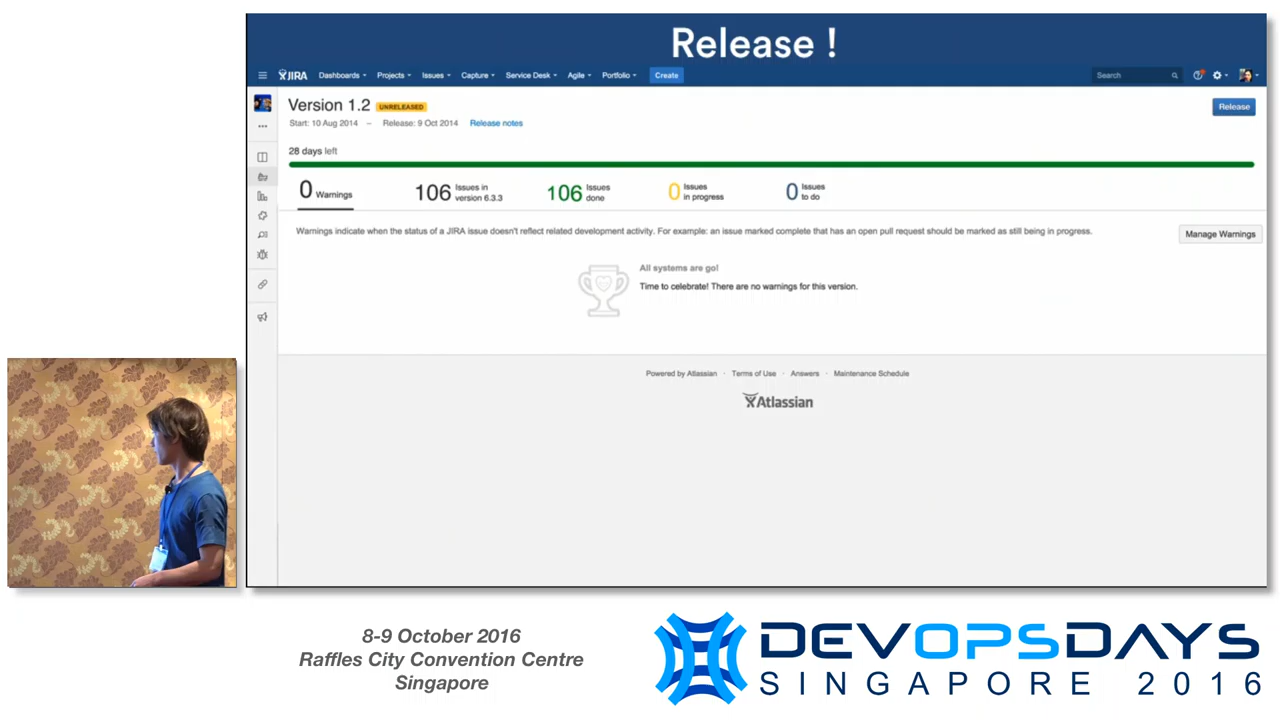 Release !
JIRA Dashboards Projects Issues Capture Service Desk Agile Portfolio Create Search
Version 1.2 UNRELEASED Release
Start: 10 Aug 2014 – Release: 9 Oct 2014 Release notes
28 days left
0 Warnings
106 Issues in version 6.3.3
106 Issues done
0 Issues in progress
0 Issues to do
Warnings indicate when the status of a JIRA issue doesn't reflect related development activity. For example: an issue marked complete that has an open pull request should be marked as still being in progress.
Manage Warnings
All systems are go!
Time to celebrate! There are no warnings for this version.
Powered by Atlassian · Terms of Use · Answers · Maintenance Schedule
Atlassian
8-9 October 2016
Raffles City Convention Centre
Singapore
DEVOPSDAYS
SINGAPORE 2016